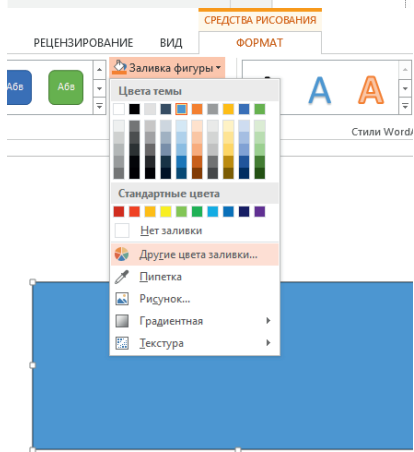 СРЕДСТВА РИСОВАНИЯ
РЕЦЕНЗИРОВАНИЕ ВИД ФОРМАТ
Абв Абв Заливка фигуры А А
Стили Word
Цвета темы
Стандартные цвета
Нет заливки
Другие цвета заливки...
Пипетка
Рисунок...
Градиентная
Текстура